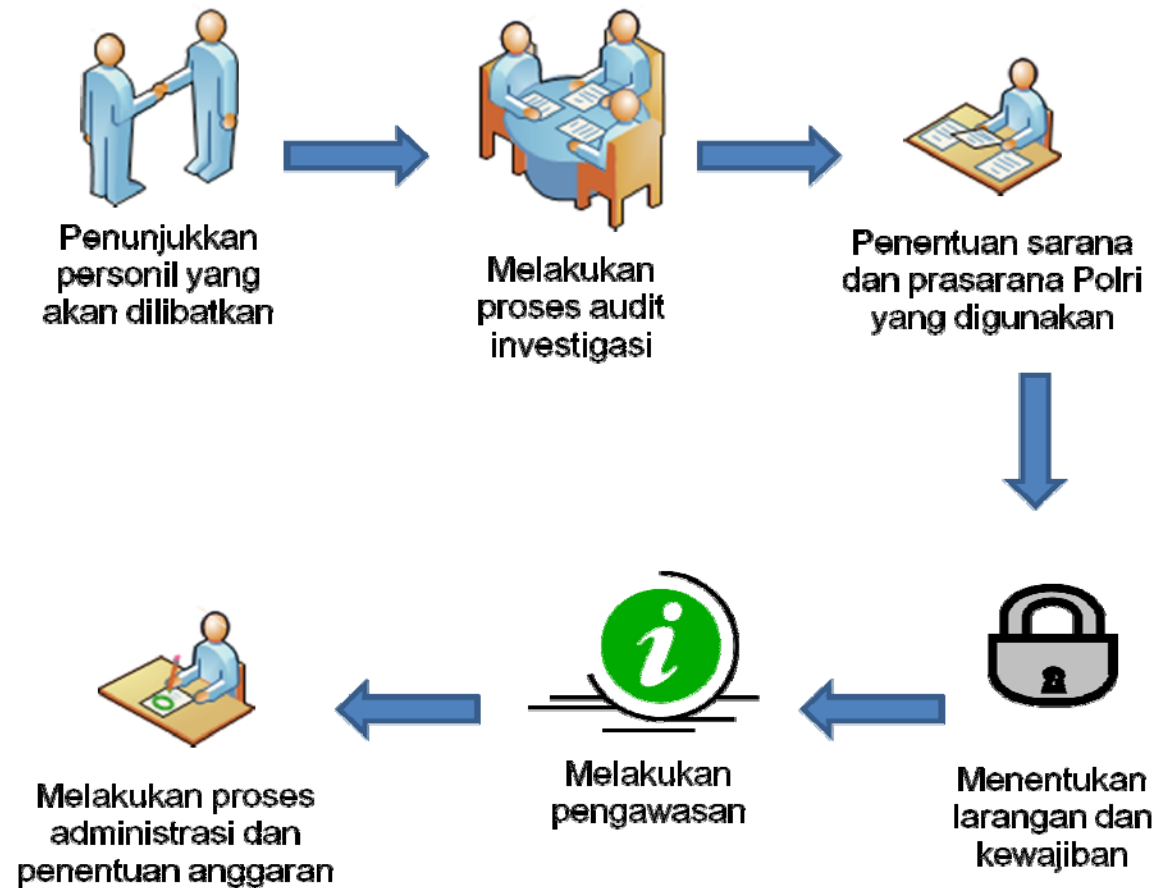 Penunjukkan
personil yang
akan dilibatkan
Melakukan
proses audit
investigasi
Penentuan sarana
dan prasarana Polri
yang digunakan
Menentukan
larangan dan
kewajiban
Melakukan
pengawasan
Melakukan proses
administrasi dan
penentuan anggaran